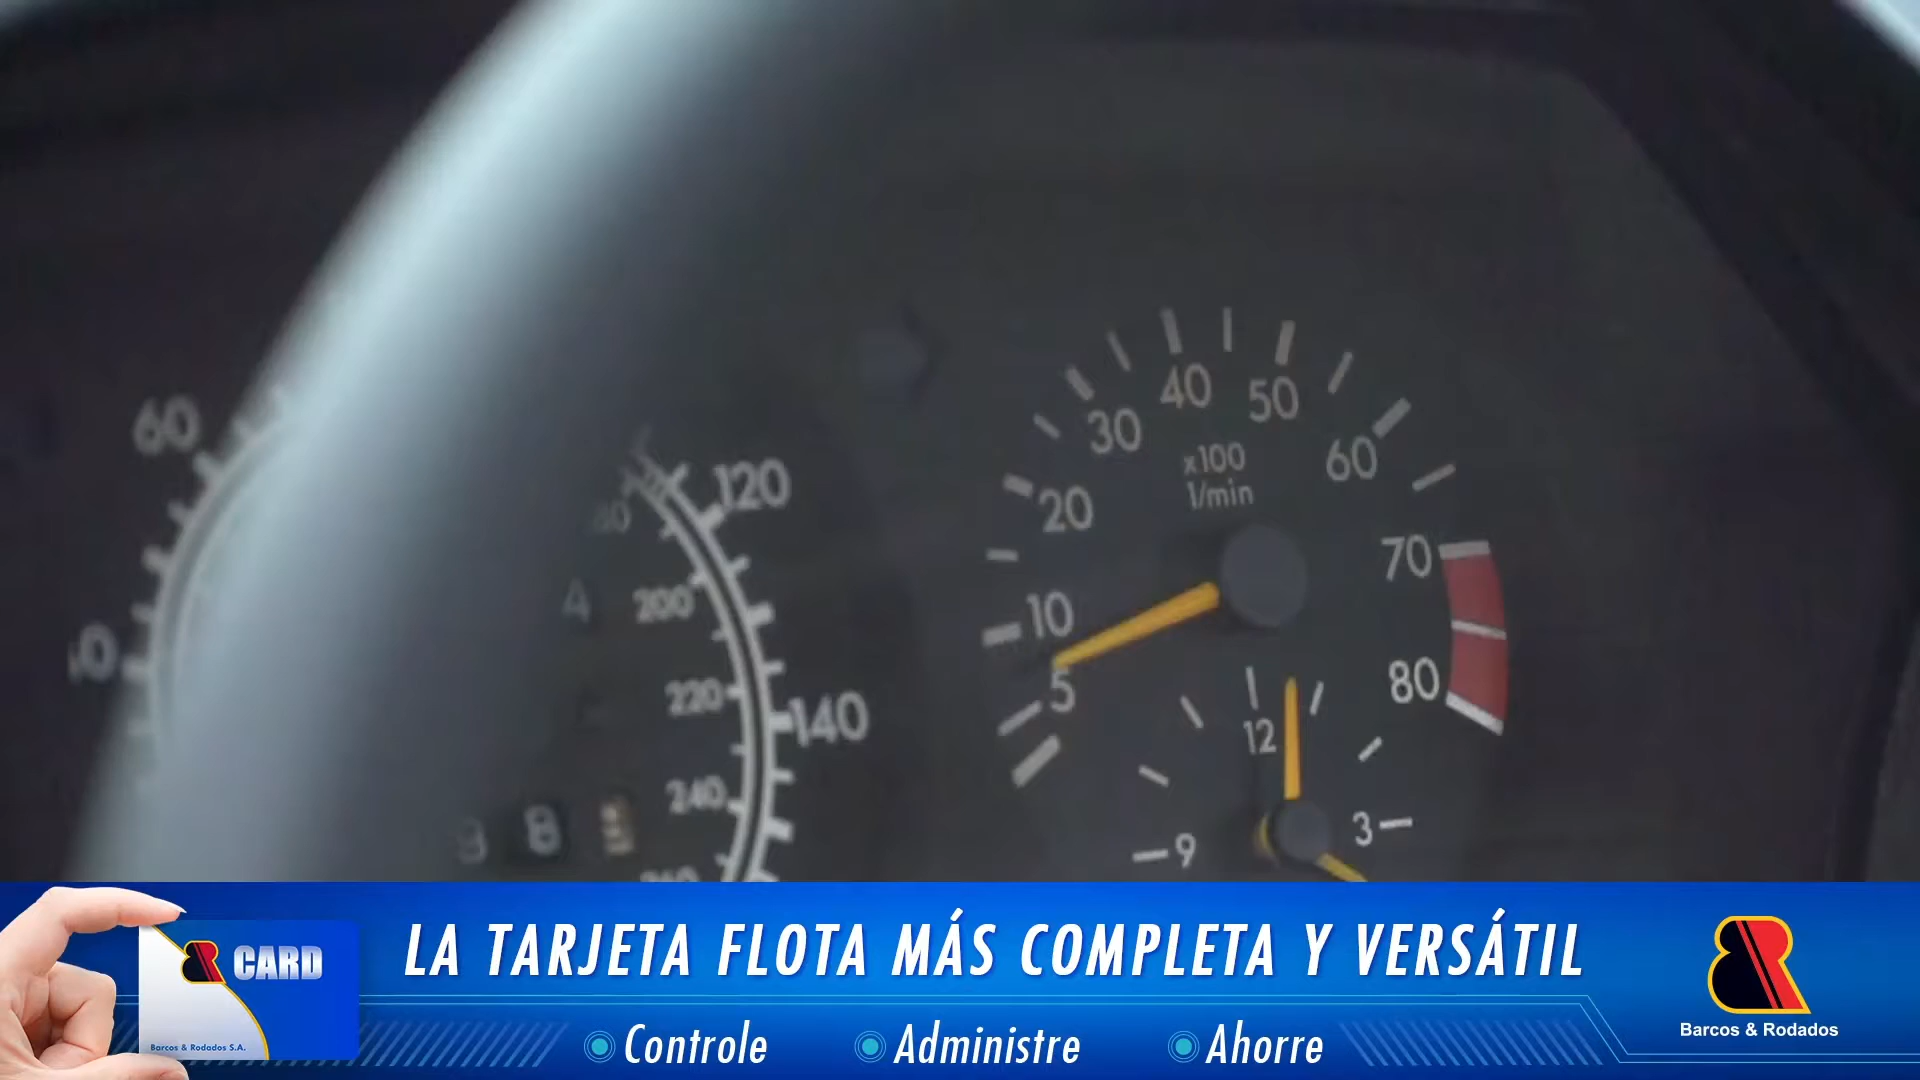 60
120
200
220
140
240
10
20
30
40
50
60
70
80
5
x100
1/min
12
3
9
8
CARD
Barcos & Rodados S.A.
LA TARJETA FLOTA MÁS COMPLETA Y VERSÁTIL
Controle
Administre
Ahorre
Barcos & Rodados